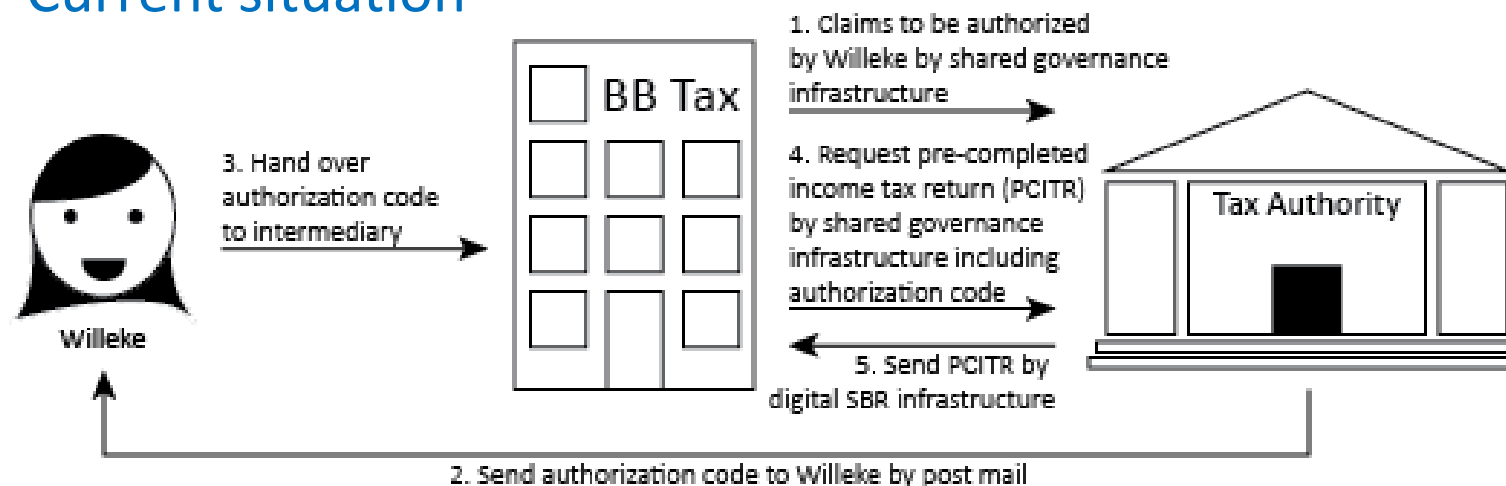 Current situation
1. Claims to be authorized
by Willeke by shared governance
infrastructure
BB Tax
3. Hand over
authorization code
to intermediary
4. Request pre-completed
income tax return (PCITR)
by shared governance
infrastructure including
authorization code
Tax Authority
Willeke
5. Send PCITR by
digital SBR infrastructure
2. Send authorization code to Willeke by post mail